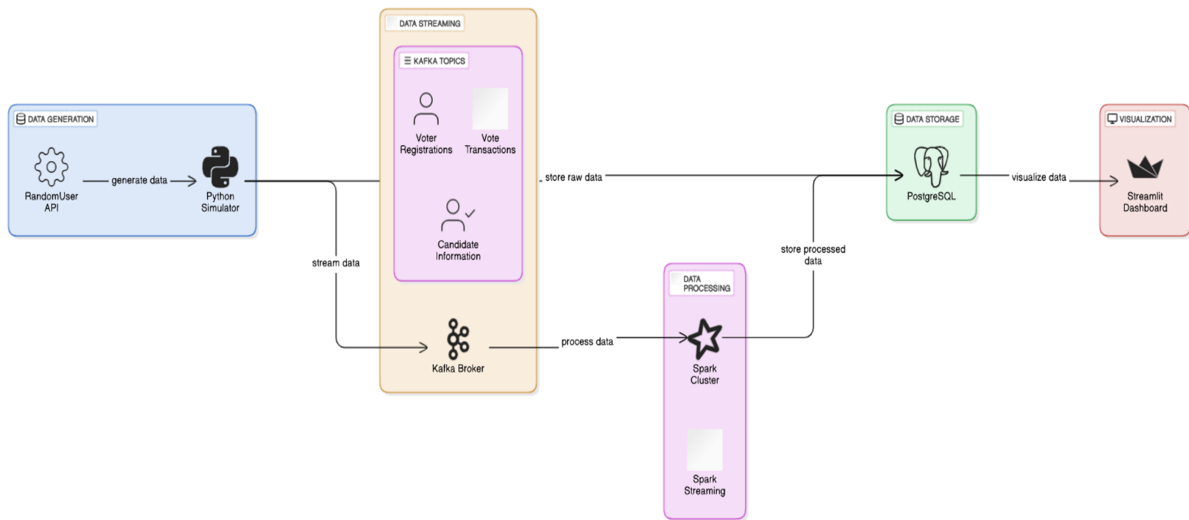 DATA STREAMING
KAFKA TOPICS
Voter
Registrations
Vote
Transactions
Candidate
Information
Kafka Broker
DATA GENERATION
RandomUser
API
generate data
Python
Simulator
stream data
store raw data
process data
DATA
PROCESSING
Spark
Cluster
Spark
Streaming
store processed
data
DATA STORAGE
PostgreSQL
visualize data
VISUALIZATION
Streamlit
Dashboard